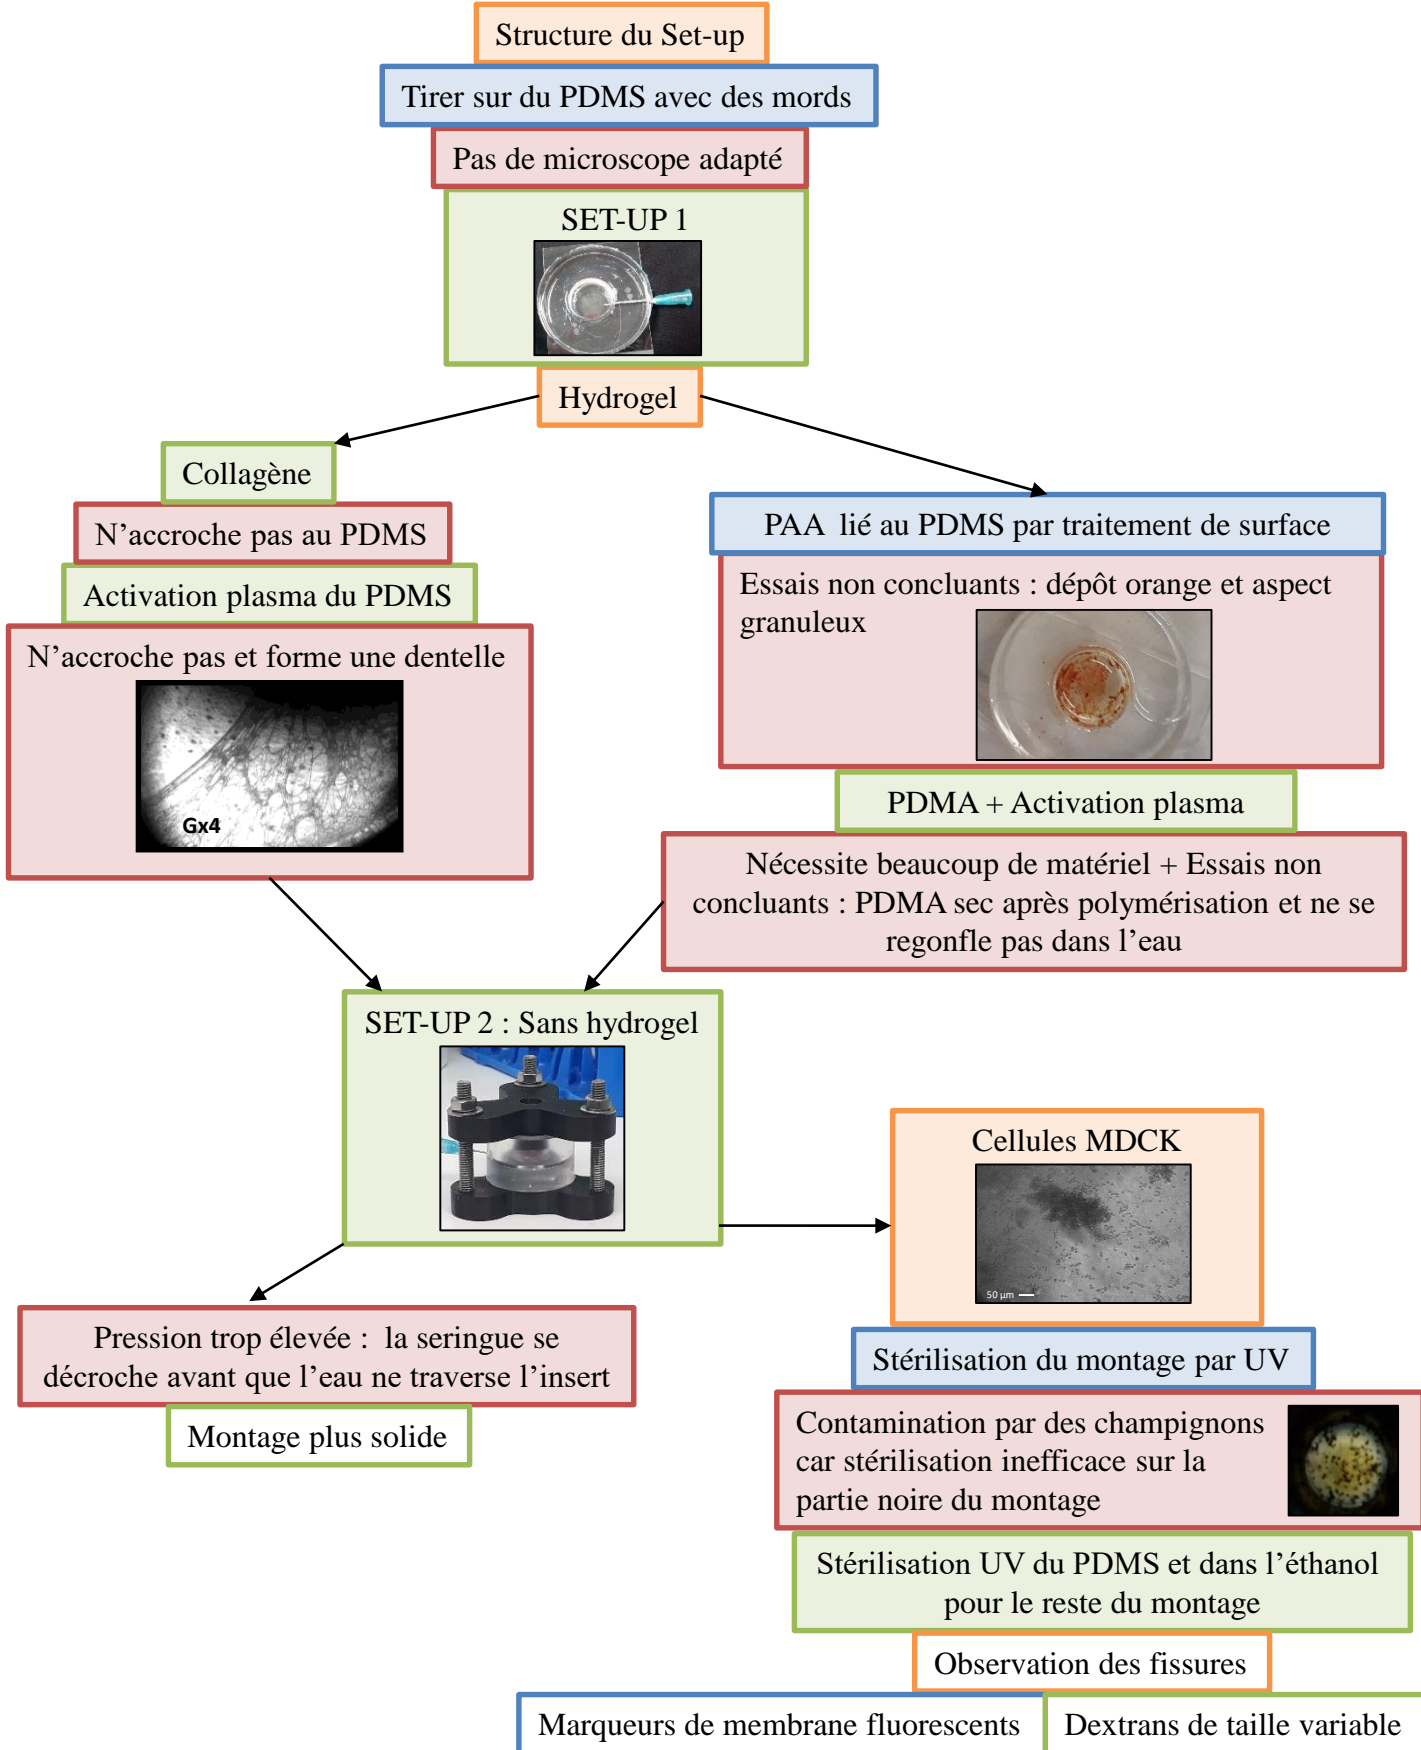 Structure du Set-up
Tirer sur du PDMS avec des mords
Pas de microscope adapté
SET-UP 1
Hydrogel
Collagène
N’accroche pas au PDMS
Activation plasma du PDMS
N’accroche pas et forme une dentelle
Gx4
PAA lié au PDMS par traitement de surface
Essais non concluants : dépôt orange et aspect
granuleux
PDMA + Activation plasma
Nécessite beaucoup de matériel + Essais non
concluants : PDMA sec après polymérisation et ne se
regonfle pas dans l’eau
SET-UP 2 : Sans hydrogel
Pression trop élevée : la seringue se
décroche avant que l’eau ne traverse l’insert
Montage plus solide
Cellules MDCK
50 µm
Stérilisation du montage par UV
Contamination par des champignons
car stérilisation inefficace sur la
partie noire du montage
Stérilisation UV du PDMS et dans l’éthanol
pour le reste du montage
Observation des fissures
Marqueurs de membrane fluorescents
Dextrans de taille variable